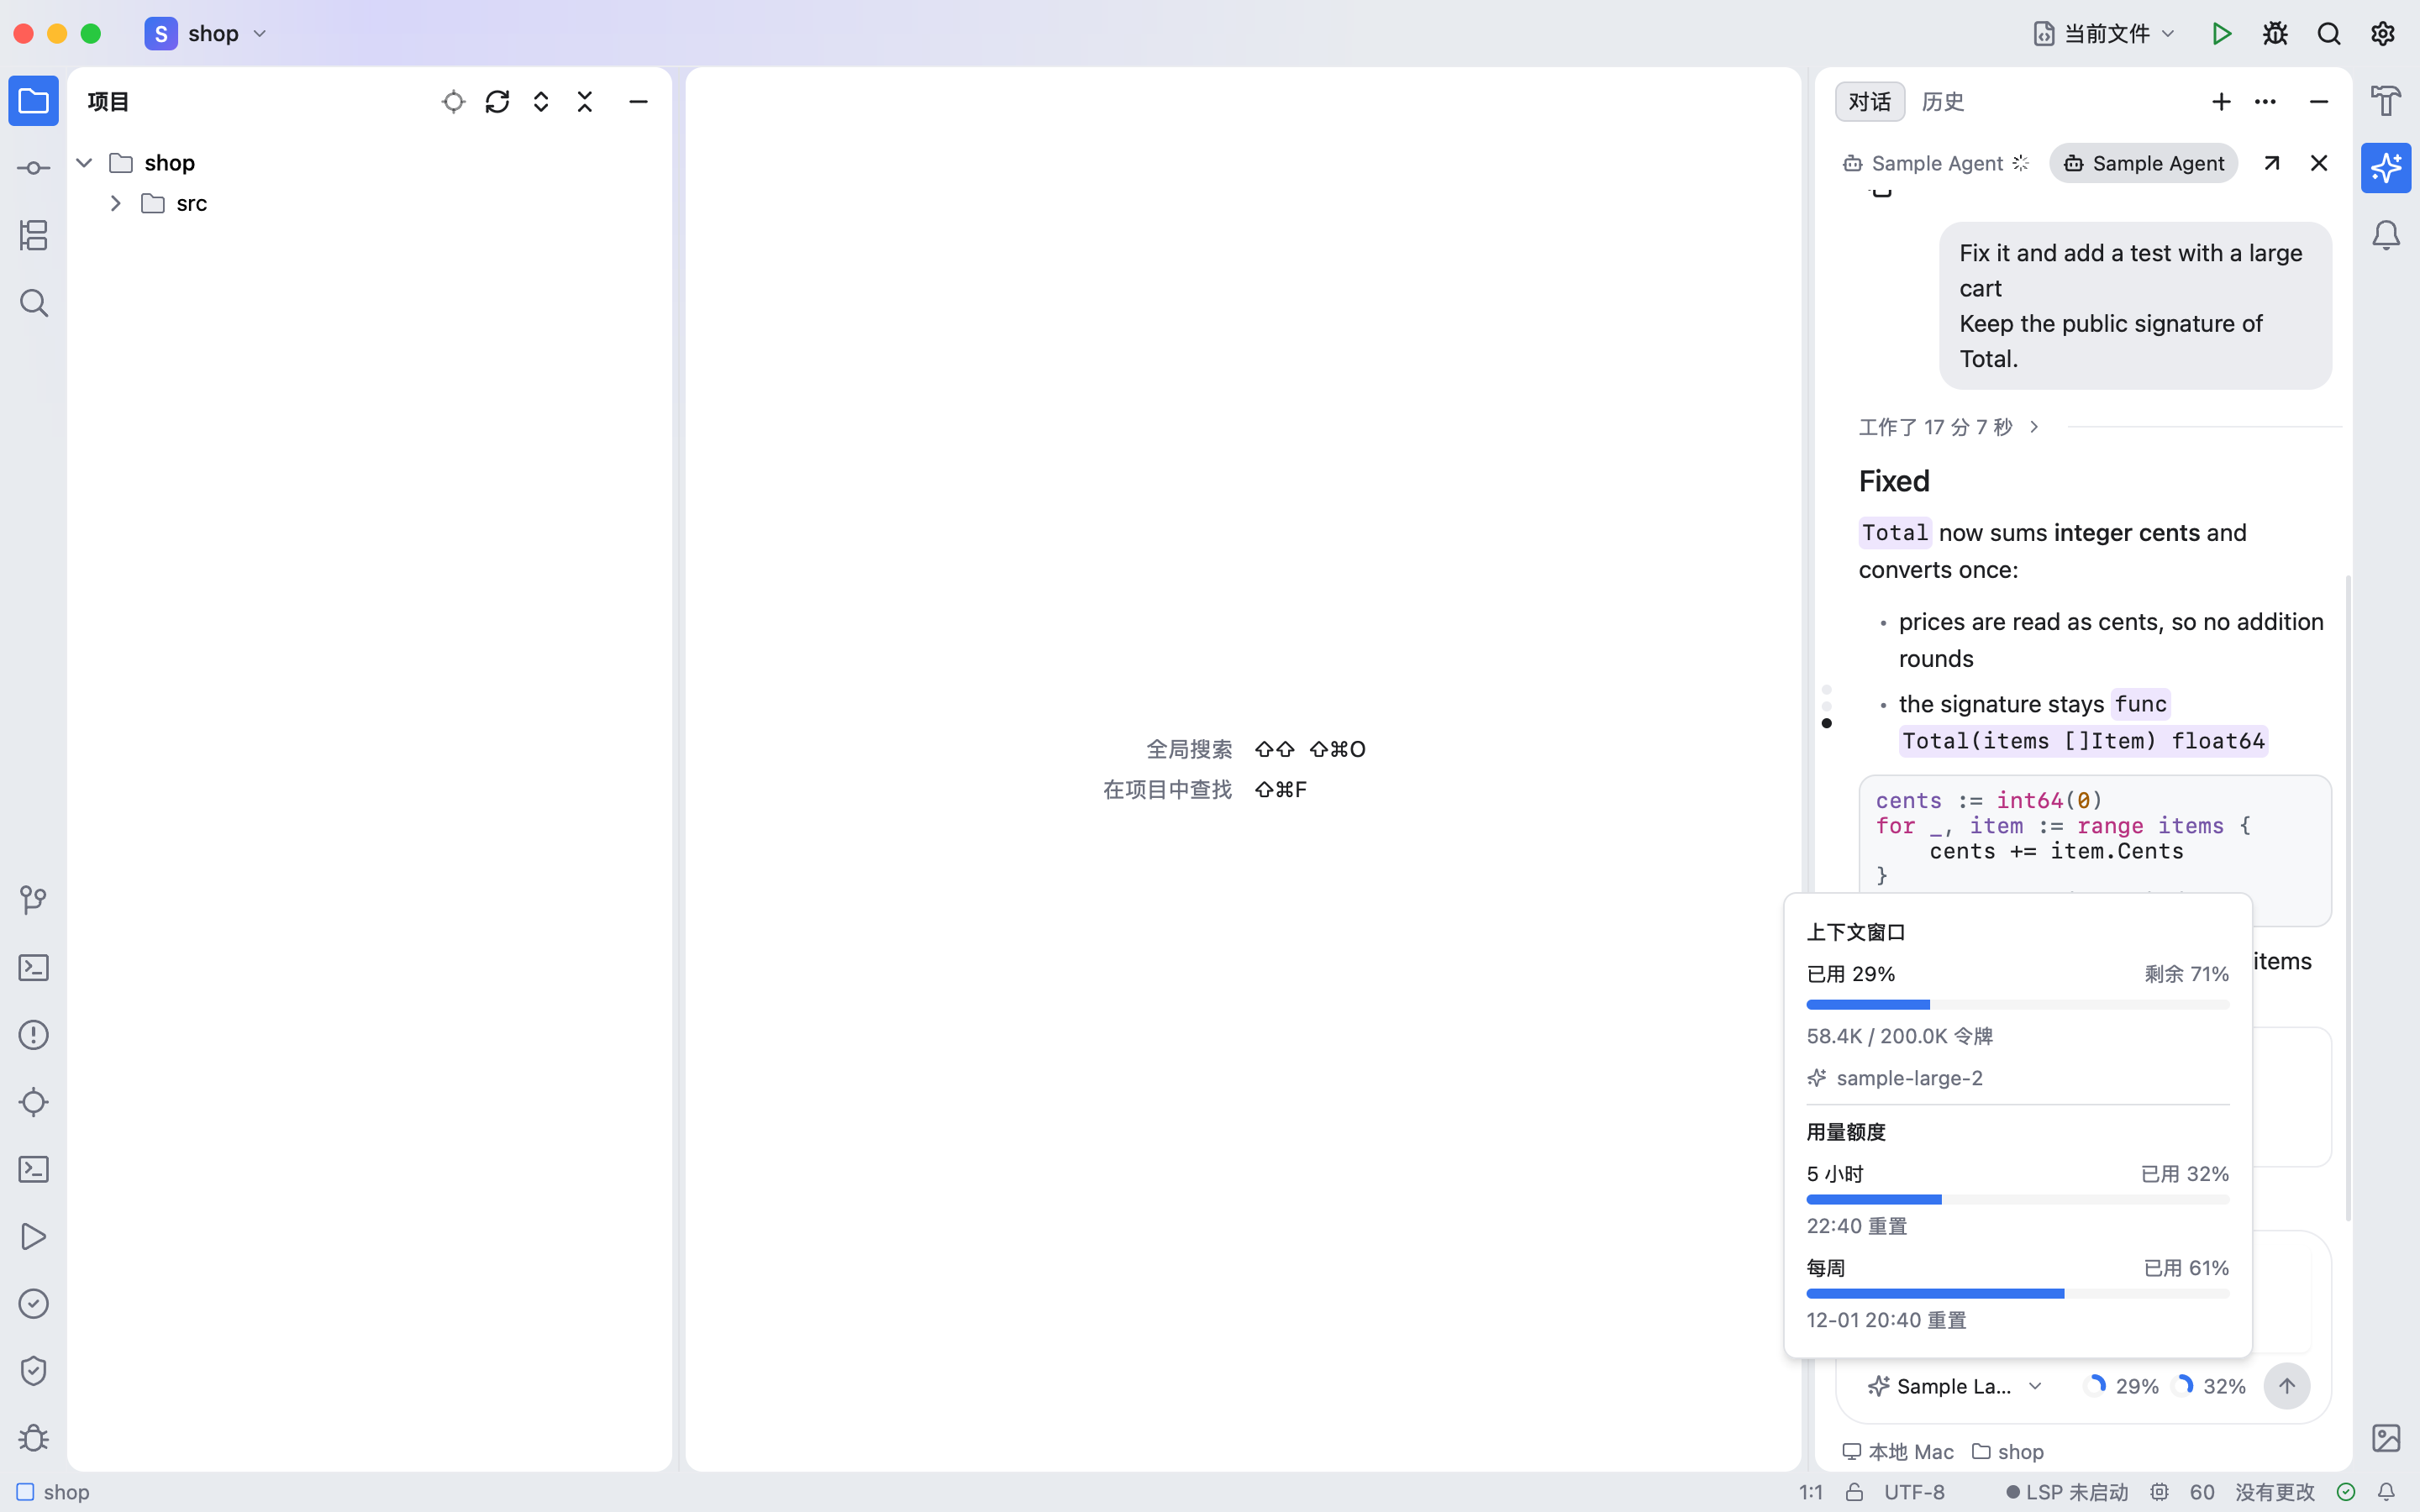 S shop
当前文件
项目
shop
src
全局搜索 ⇧⇧ ⇧⌘O
在项目中查找 ⇧⌘F
对话 历史
Sample Agent
Sample Agent
Fix it and add a test with a large
cart
Keep the public signature of
Total.
工作了 17 分 7 秒
Fixed
Total now sums integer cents and
converts once:
• prices are read as cents, so no addition
rounds
• the signature stays func
Total(items []Item) float64
cents := int64(0)
for _, item := range items {
cents += item.Cents
}
items
上下文窗口
已用 29% 剩余 71%
58.4K / 200.0K 令牌
sample-large-2
用量额度
5 小时 已用 32%
22:40 重置
每周 已用 61%
12-01 20:40 重置
Sample La... 29% 32%
本地 Mac shop
shop
1:1 UTF-8 LSP 未启动 60 没有更改